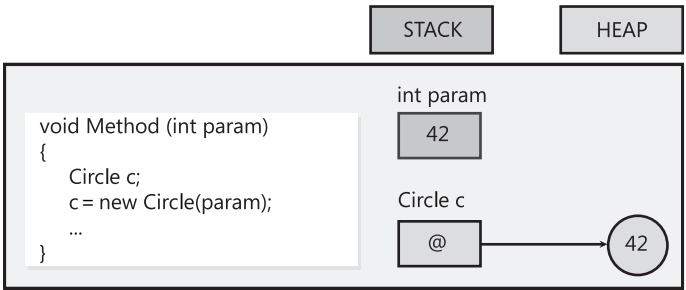 STACK
HEAP
void Method (int param)
{
Circle c;
c = new Circle(param);
...
}
int param
42
Circle c
@
42